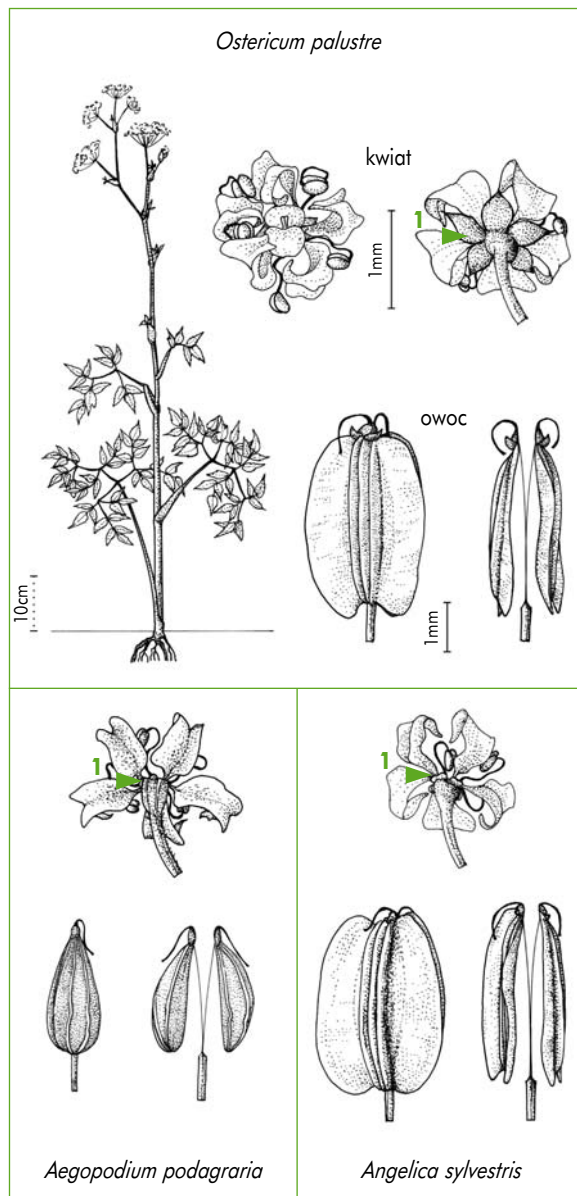 Ostericum palustre
kwiat
1
1mm
owoc
10cm
1mm
1
1
Aegopodium podagraria
Angelica sylvestris